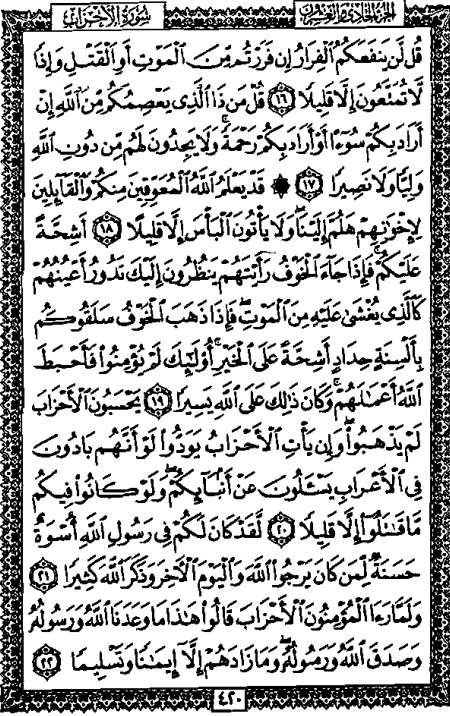 الجزء الحادي والعشرون
سورة الأحزاب
قُل لَّن يَنفَعَكُمُ ٱلْفِرَارُ إِن فَرَرْتُم مِّنَ ٱلْمَوْتِ أَوِ ٱلْقَتْلِ وَإِذًا
لَّا تُمَتَّعُونَ إِلَّا قَلِيلًا ١٦ قُلْ مَن ذَا ٱلَّذِى يَعْصِمُكُم مِّنَ ٱللَّهِ إِنْ
أَرَادَ بِكُمْ سُوٓءًا أَوْ أَرَادَ بِكُمْ رَحْمَةً ۚ وَلَا يَجِدُونَ لَهُم مِّن دُونِ ٱللَّهِ
وَلِيًّا وَلَا نَصِيرًا ١٧ ۞ قَدْ يَعْلَمُ ٱللَّهُ ٱلْمُعَوِّقِينَ مِنكُمْ وَٱلْقَآئِلِينَ
لِإِخْوَٰنِهِمْ هَلُمَّ إِلَيْنَا ۖ وَلَا يَأْتُونَ ٱلْبَأْسَ إِلَّا قَلِيلًا ١٨ أَشِحَّةً
عَلَيْكُمْ ۖ فَإِذَا جَآءَ ٱلْخَوْفُ رَأَيْتَهُمْ يَنظُرُونَ إِلَيْكَ تَدُورُ أَعْيُنُهُمْ
كَٱلَّذِى يُغْشَىٰ عَلَيْهِ مِنَ ٱلْمَوْتِ ۖ فَإِذَا ذَهَبَ ٱلْخَوْفُ سَلَقُوكُم
بِأَلْسِنَةٍ حِدَادٍ أَشِحَّةً عَلَى ٱلْخَيْرِ ۚ أُو۟لَٰٓئِكَ لَمْ يُؤْمِنُوا۟ فَأَحْبَطَ
ٱللَّهُ أَعْمَٰلَهُمْ ۚ وَكَانَ ذَٰلِكَ عَلَى ٱللَّهِ يَسِيرًا ١٩ يَحْسَبُونَ ٱلْأَحْزَابَ
لَمْ يَذْهَبُوا۟ ۖ وَإِن يَأْتِ ٱلْأَحْزَابُ يَوَدُّوا۟ لَوْ أَنَّهُم بَادُونَ
فِى ٱلْأَعْرَابِ يَسْـَٔلُونَ عَنْ أَنۢبَآئِكُمْ ۖ وَلَوْ كَانُوا۟ فِيكُم
مَّا قَٰتَلُوٓا۟ إِلَّا قَلِيلًا ٢٠ لَّقَدْ كَانَ لَكُمْ فِى رَسُولِ ٱللَّهِ أُسْوَةٌ
حَسَنَةٌ لِّمَن كَانَ يَرْجُوا۟ ٱللَّهَ وَٱلْيَوْمَ ٱلْـَٔاخِرَ وَذَكَرَ ٱللَّهَ كَثِيرًا ٢١
وَلَمَّا رَءَا ٱلْمُؤْمِنُونَ ٱلْأَحْزَابَ قَالُوا۟ هَٰذَا مَا وَعَدَنَا ٱللَّهُ وَرَسُولُهُۥ
وَصَدَقَ ٱللَّهُ وَرَسُولُهُۥ ۚ وَمَا زَادَهُمْ إِلَّآ إِيمَٰنًا وَتَسْلِيمًا ٢٢
٤٢٠